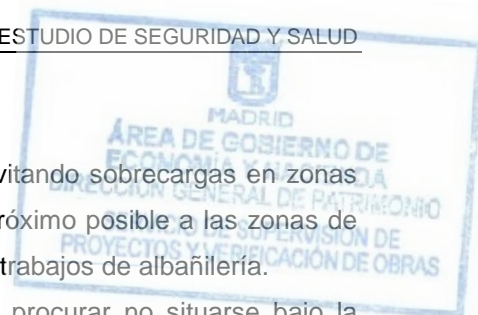 ESTUDIO DE SEGURIDAD Y SALUD
MADRID
ÁREA DE GOBIERNO DE
ECONOMÍA Y HACIENDA
DIRECCIÓN GENERAL DE PATRIMONIO
SERVICIO DE SUPERVISIÓN DE
PROYECTOS Y VERIFICACIÓN DE OBRAS
vitando sobrecargas en zonas
róximo posible a las zonas de
trabajos de albañilería.
procurar no situarse bajo la